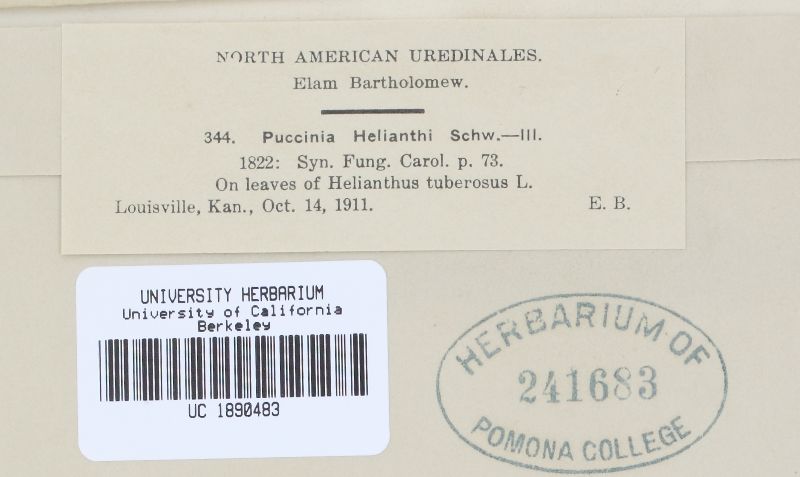 NORTH AMERICAN UREDINALES.
Elam Bartholomew.
344. Puccinia Helianthi Schw.—III.
1822: Syn. Fung. Carol. p. 73.
On leaves of Helianthus tuberosus L.
Louisville, Kan., Oct. 14, 1911. E. B.
UNIVERSITY HERBARIUM
University of California
Berkeley
UC 1890483
HERBARIUM OF
241683
POMONA COLLEGE